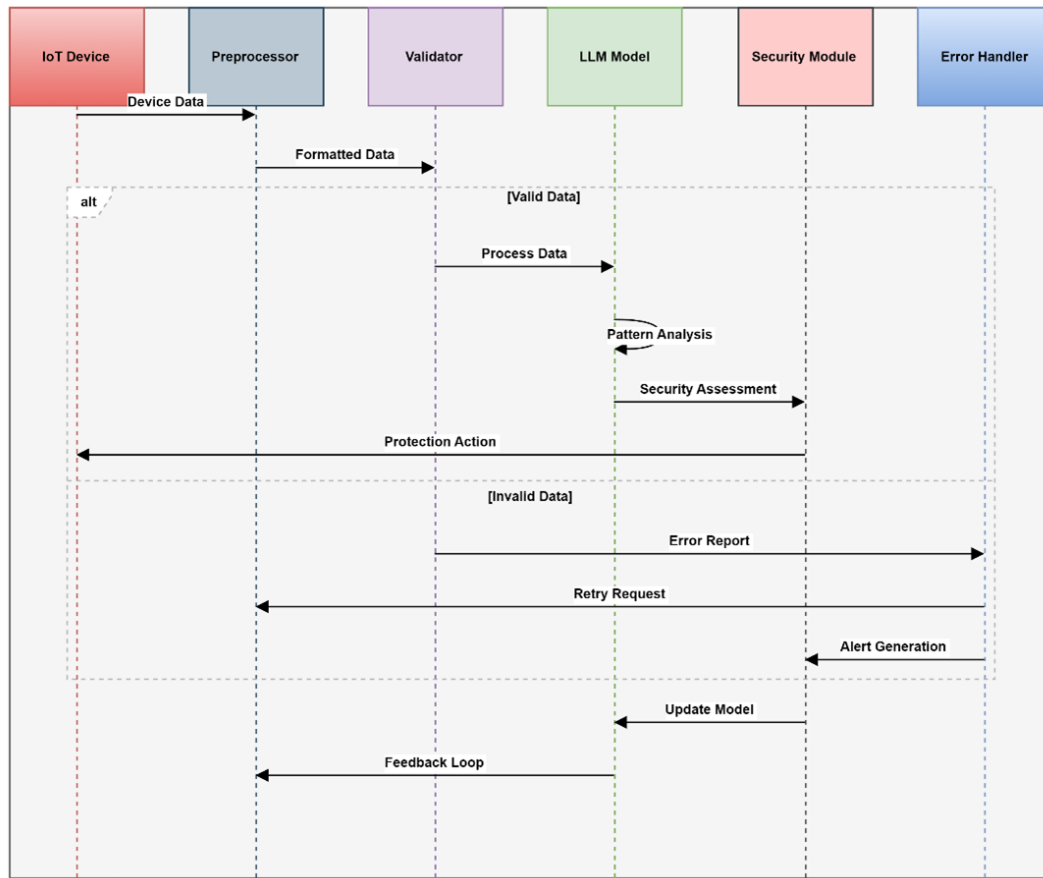 IoT Device
Preprocessor
Validator
LLM Model
Security Module
Error Handler
Device Data
Formatted Data
alt
[Valid Data]
Process Data
Pattern Analysis
Security Assessment
Protection Action
[Invalid Data]
Error Report
Retry Request
Alert Generation
Update Model
Feedback Loop